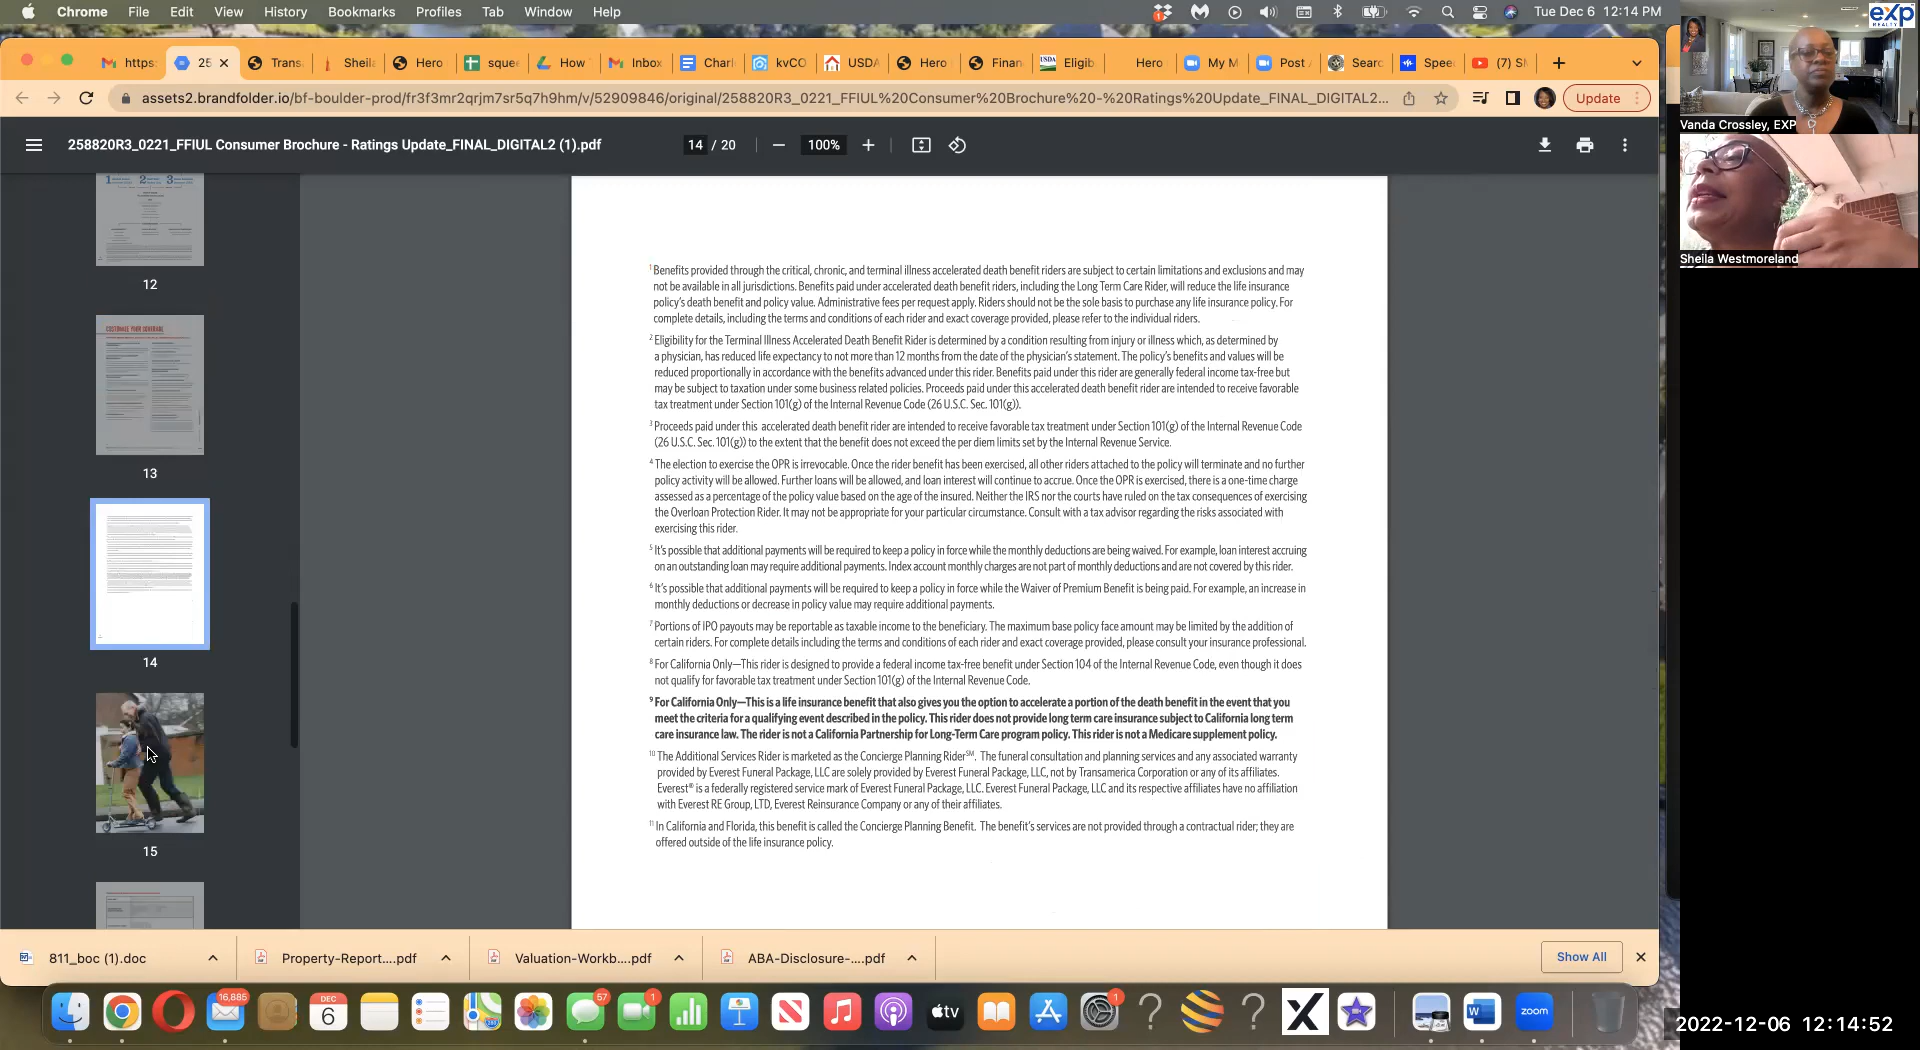 Chrome File Edit View History Bookmarks Profiles Tab Window Help
Tue Dec 6 12:14 PM
https:
25
Trans
Sheila
Hero
sque
How
Inbox
Charl
kvCO
USDA
Hero
Finan
Eligib
Hero
My M
Post
Searc
Spee
(7) S
assets2.brandfolder.io/bf-boulder-prod/fr3f3mr2qrjm7sr5q7h9hm/v/52909846/original/258820R3_0221_FFIUL%20Consumer%20Brochure%20-%20Ratings%20Update_FINAL_DIGITAL2...
Update
258820R3_0221_FFIUL Consumer Brochure - Ratings Update_FINAL_DIGITAL2 (1).pdf
14 / 20
100%
12
CUSTOMIZE YOUR COVERAGE
13
14
15
1 Benefits provided through the critical, chronic, and terminal illness accelerated death benefit riders are subject to certain limitations and exclusions and may
not be available in all jurisdictions. Benefits paid under accelerated death benefit riders, including the Long Term Care Rider, will reduce the life insurance
policy's death benefit and policy value. Administrative fees per request apply. Riders should not be the sole basis to purchase any life insurance policy. For
complete details, including the terms and conditions of each rider and exact coverage provided, please refer to the individual riders.
2 Eligibility for the Terminal Illness Accelerated Death Benefit Rider is determined by a condition resulting from injury or illness which, as determined by
a physician, has reduced life expectancy to not more than 12 months from the date of the physician's statement. The policy's benefits and values will be
reduced proportionally in accordance with the benefits advanced under this rider. Benefits paid under this rider are generally federal income tax-free but
may be subject to taxation under some business related policies. Proceeds paid under this accelerated death benefit rider are intended to receive favorable
tax treatment under Section 101(g) of the Internal Revenue Code (26 U.S.C. Sec. 101(g)).
3 Proceeds paid under this accelerated death benefit rider are intended to receive favorable tax treatment under Section 101(g) of the Internal Revenue Code
(26 U.S.C. Sec. 101(g)) to the extent that the benefit does not exceed the per diem limits set by the Internal Revenue Service.
4 The election to exercise the OPR is irrevocable. Once the rider benefit has been exercised, all other riders attached to the policy will terminate and no further
policy activity will be allowed. Further loans will be allowed, and loan interest will continue to accrue. Once the OPR is exercised, there is a one-time charge
assessed as a percentage of the policy value based on the age of the insured. Neither the IRS nor the courts have ruled on the tax consequences of exercising
the Overloan Protection Rider. It may not be appropriate for your particular circumstance. Consult with a tax advisor regarding the risks associated with
exercising this rider.
5 It's possible that additional payments will be required to keep a policy in force while the monthly deductions are being waived. For example, loan interest accruing
on an outstanding loan may require additional payments. Index account monthly charges are not part of monthly deductions and are not covered by this rider.
6 It's possible that additional payments will be required to keep a policy in force while the Waiver of Premium Benefit is being paid. For example, an increase in
monthly deductions or decrease in policy value may require additional payments.
7 Portions of IPO payouts may be reportable as taxable income to the beneficiary. The maximum base policy face amount may be limited by the addition of
certain riders. For complete details including the terms and conditions of each rider and exact coverage provided, please consult your insurance professional.
8 For California Only—This rider is designed to provide a federal income tax-free benefit under Section 104 of the Internal Revenue Code, even though it does
not qualify for favorable tax treatment under Section 101(g) of the Internal Revenue Code.
9 For California Only—This is a life insurance benefit that also gives you the option to accelerate a portion of the death benefit in the event that you
meet the criteria for a qualifying event described in the policy. This rider does not provide long term care insurance subject to California long term
care insurance law. The rider is not a California Partnership for Long-Term Care program policy. This rider is not a Medicare supplement policy.
10 The Additional Services Rider is marketed as the Concierge Planning Rider℠. The funeral consultation and planning services and any associated warranty
provided by Everest Funeral Package, LLC are solely provided by Everest Funeral Package, LLC, not by Transamerica Corporation or any of its affiliates.
Everest® is a federally registered service mark of Everest Funeral Package, LLC. Everest Funeral Package, LLC and its respective affiliates have no affiliation
with Everest RE Group, LTD, Everest Reinsurance Company or any of their affiliates.
11 In California and Florida, this benefit is called the Concierge Planning Benefit. The benefit's services are not provided through a contractual rider; they are
offered outside of the life insurance policy.
811_boc (1).doc
Property-Report....pdf
Valuation-Workb....pdf
ABA-Disclosure-....pdf
Show All
16,885
DEC
6
57
1
tv
1
zoom
exp
REALTY
Vanda Crossley, EXP
Sheila Westmoreland
2022-12-06 12:14:52